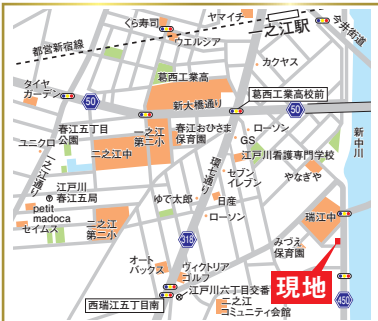 ヤマイチ
くら寿司
一之江駅
今井街道
都営新宿線
ウエルシア
カクヤス
タイヤ
ガーデン
葛西工業高
50
新大橋通り
葛西工業高校前
50
春江五丁目
公園
一之江
第二小
春江おひさま
保育園
ローソン
GS
新中川
ユニクロ
二之江中
江戸川看護専門学校
一之江通り
環七通り
セブン
イレブン
やなぎや
江戸川
春江五局
ゆで太郎
日産
ローソン
瑞江中
petit
madoca
二之江
第二小
セイムス
318
みづえ
保育園
オート
バックス
ヴィクトリア
ゴルフ
現地
江戸川六丁目交番
西瑞江五丁目南
二之江
コミュニティ会館
450